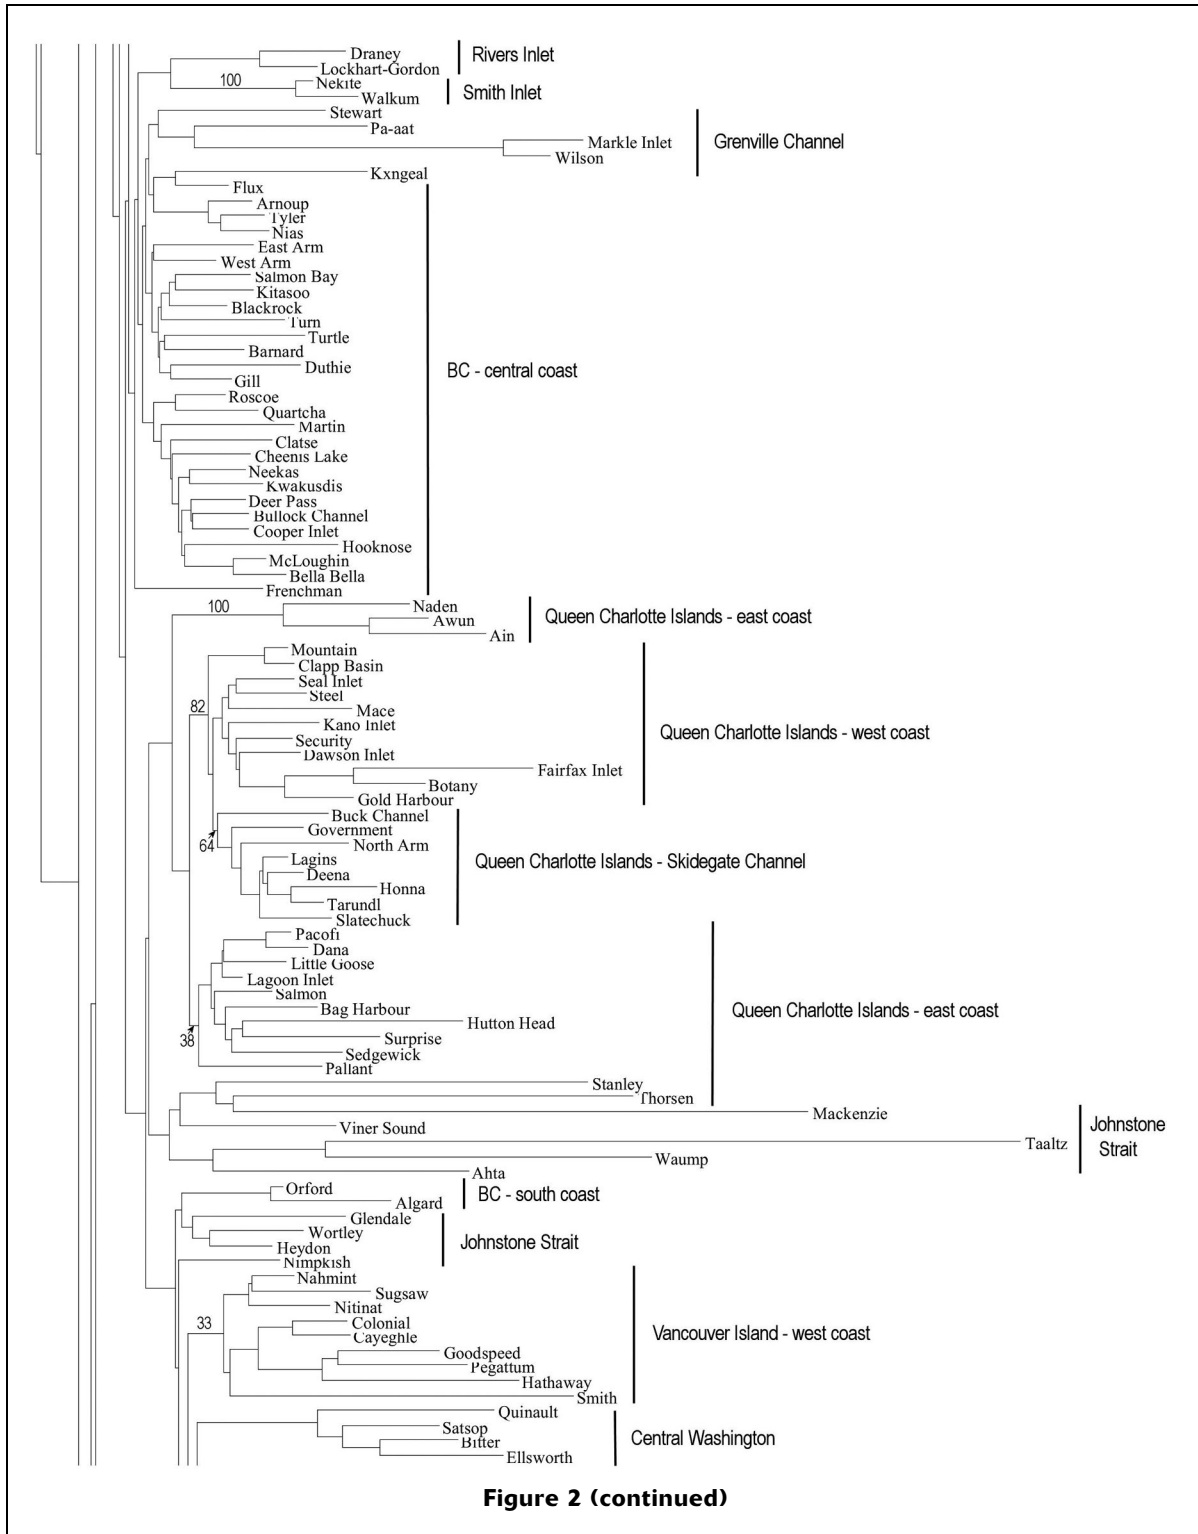 Draney
Rivers Inlet
Lockhart-Gordon
100
Nekite
Smith Inlet
Walkum
Stewart
Pa-aat
Markle Inlet
Grenville Channel
Wilson
Kxngeal
Flux
Arnoup
Tyler
Nias
East Arm
West Arm
Salmon Bay
Kitasoo
Blackrock
Turn
Turtle
Barnard
Duthie
BC - central coast
Gill
Roscoe
Quartcha
Martin
Clatse
Cheenis Lake
Neekas
Kwakusdis
Deer Pass
Bullock Channel
Cooper Inlet
Hooknose
McLoughin
Bella Bella
Frenchman
100
Naden
Awun
Queen Charlotte Islands - east coast
Ain
Mountain
Clapp Basin
Seal Inlet
Steel
82
Mace
Kano Inlet
Queen Charlotte Islands - west coast
Security
Dawson Inlet
Fairfax Inlet
Botany
Gold Harbour
Buck Channel
Government
64
North Arm
Lagins
Queen Charlotte Islands - Skidegate Channel
Deena
Honna
Tarundl
Slatechuck
Pacofi
Dana
Little Goose
Lagoon Inlet
Salmon
Bag Harbour
Queen Charlotte Islands - east coast
Hutton Head
38
Surprise
Sedgewick
Pallant
Stanley
Thorsen
Mackenzie
Viner Sound
Johnstone
Strait
Taaltz
Waump
Ahta
Orford
BC - south coast
Algard
Glendale
Wortley
Johnstone Strait
Heydon
Nimpkish
Nahmint
Sugsaw
Nitinat
33
Colonial
Vancouver Island - west coast
Cayeghle
Goodspeed
Pegattum
Hathaway
Smith
Quinault
Satsop
Central Washington
Bitter
Ellsworth
Figure 2 (continued)